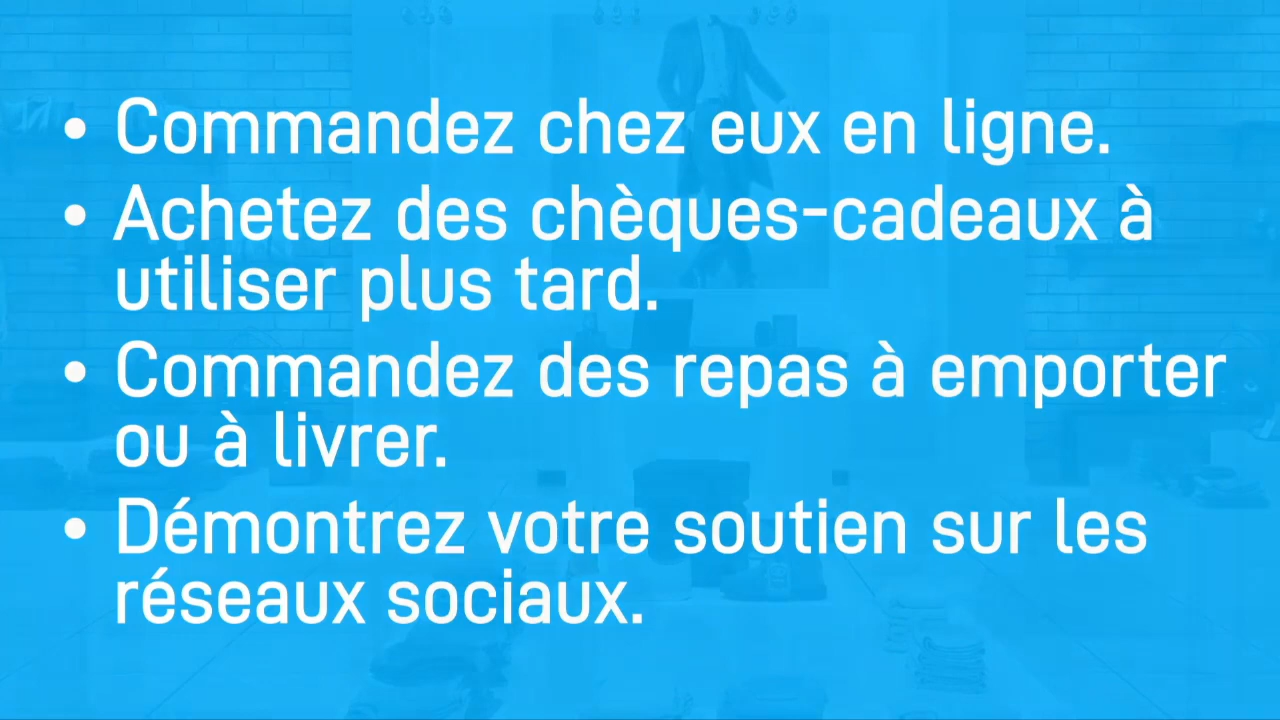 • Commandez chez eux en ligne.
• Achetez des chèques-cadeaux à
utiliser plus tard.
• Commandez des repas à emporter
ou à livrer.
• Démontrez votre soutien sur les
réseaux sociaux.